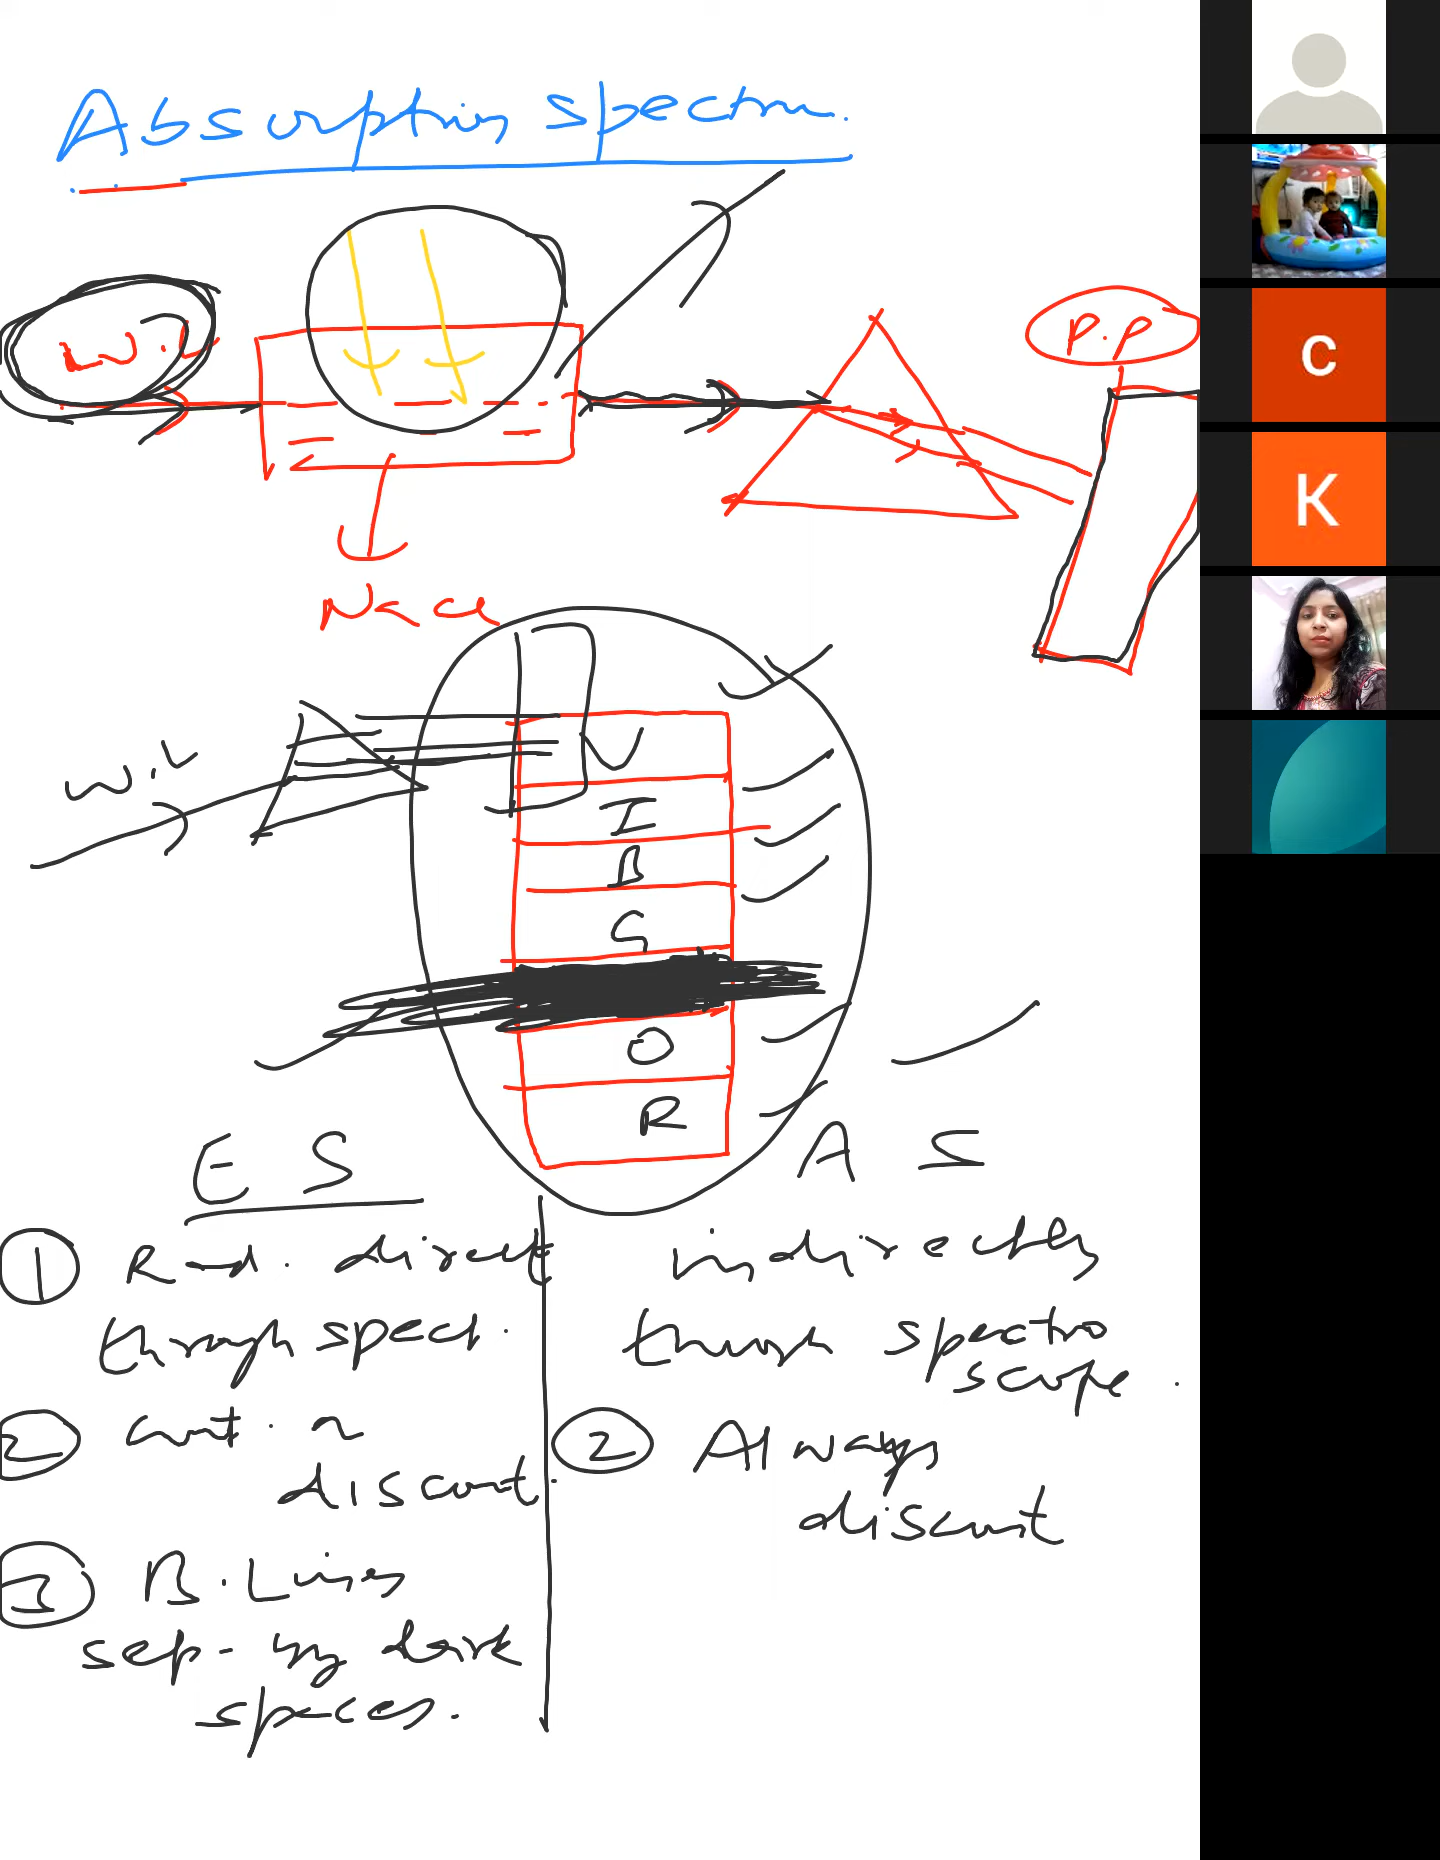 Absorption spectrum.
W.L
P.P
NaCl
W.L
V
I
B
G
O
R
E S
A S
1 Rad. direct
through spect.
indirectly
through spectro
scope.
2 cont. or
discont.
2 Always
discont
3 B. Lines
sep. by dark
spaces.
C
K